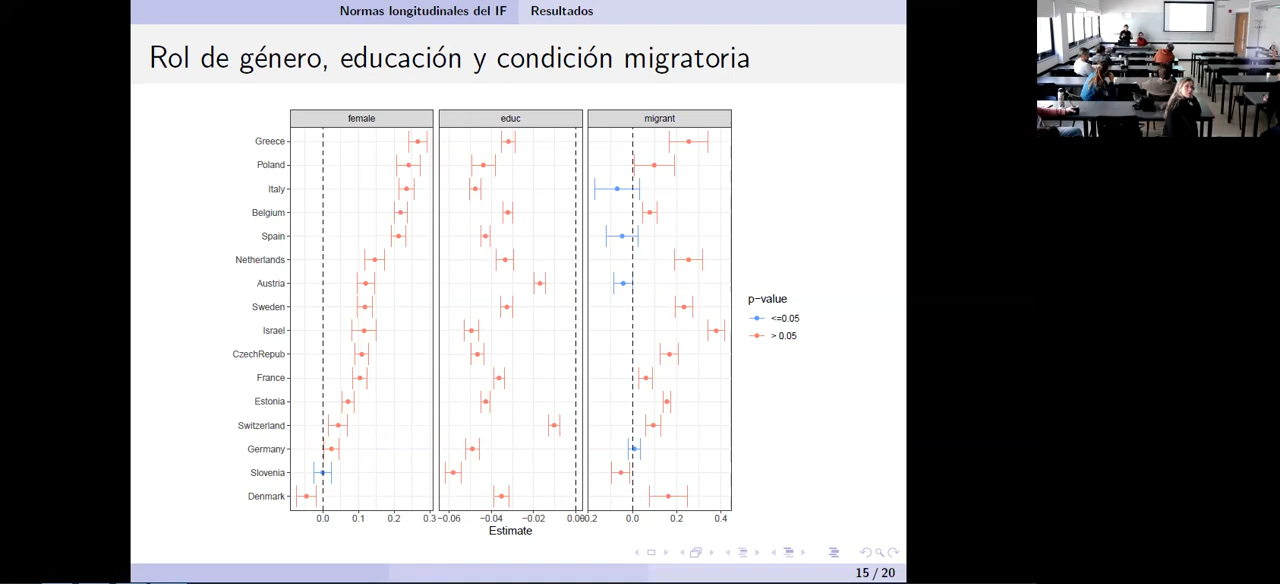 Normas longitudinales del IF Resultados
Rol de género, educación y condición migratoria
female educ migrant
Greece
Poland
Italy
Belgium
Spain
Netherlands
Austria
Sweden
Israel
CzechRepub
France
Estonia
Switzerland
Germany
Slovenia
Denmark
p-value
<=0.05
> 0.05
0.0 0.1 0.2 0.3 −0.06 −0.04 −0.02 0.00 0.2 0.0 0.2 0.4
Estimate
15 / 20